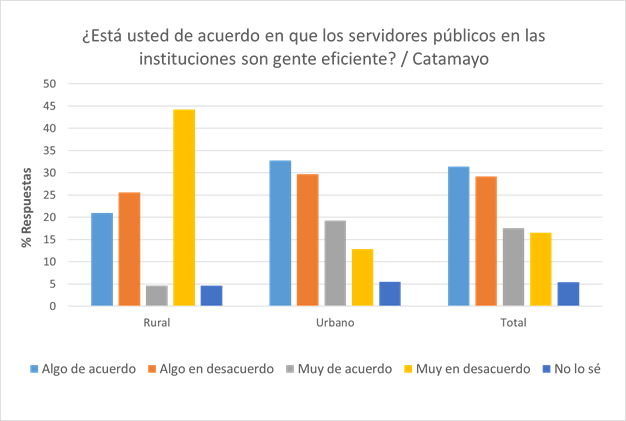 ¿Está usted de acuerdo en que los servidores públicos en las
instituciones son gente eficiente? / Catamayo
50
45
40
35
30
25
20
15
10
5
0
% Respuestas
Rural Urbano Total
Algo de acuerdo Algo en desacuerdo Muy de acuerdo Muy en desacuerdo No lo sé